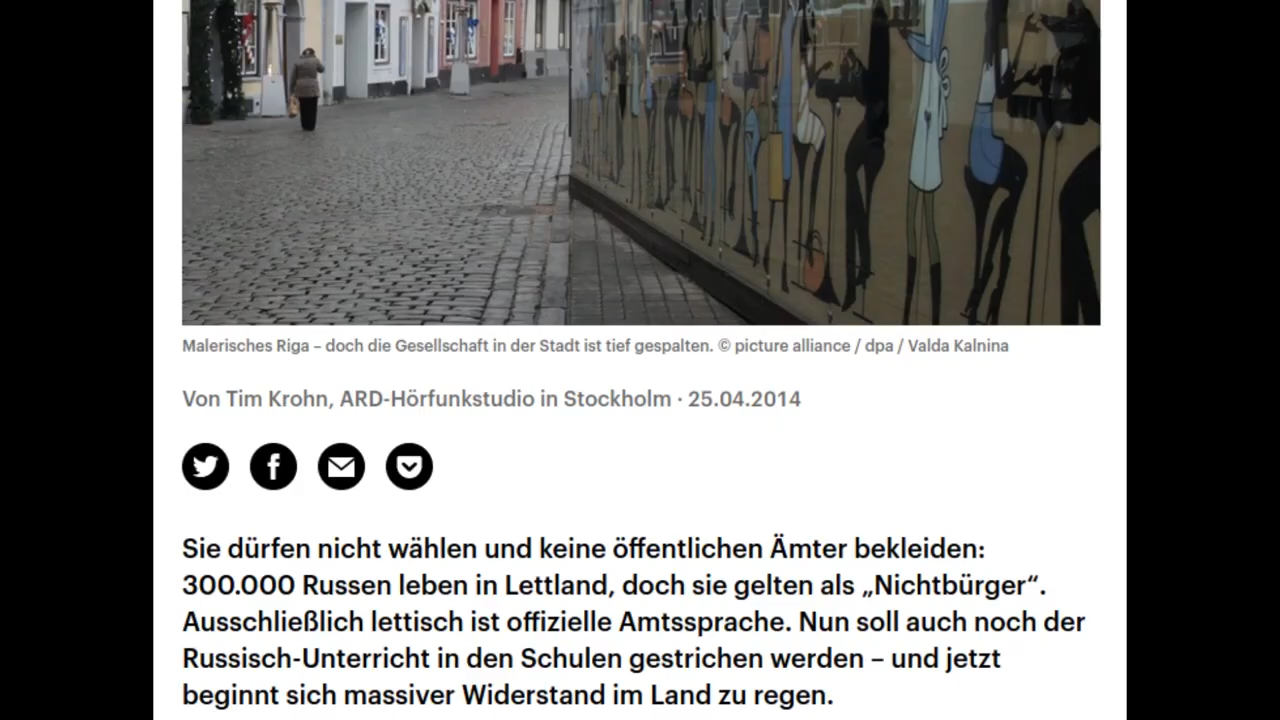 Malerisches Riga – doch die Gesellschaft in der Stadt ist tief gespalten. © picture alliance / dpa / Valda Kalnina
Von Tim Krohn, ARD-Hörfunkstudio in Stockholm · 25.04.2014
Sie dürfen nicht wählen und keine öffentlichen Ämter bekleiden:
300.000 Russen leben in Lettland, doch sie gelten als „Nichtbürger“.
Ausschließlich lettisch ist offizielle Amtssprache. Nun soll auch noch der
Russisch-Unterricht in den Schulen gestrichen werden – und jetzt
beginnt sich massiver Widerstand im Land zu regen.